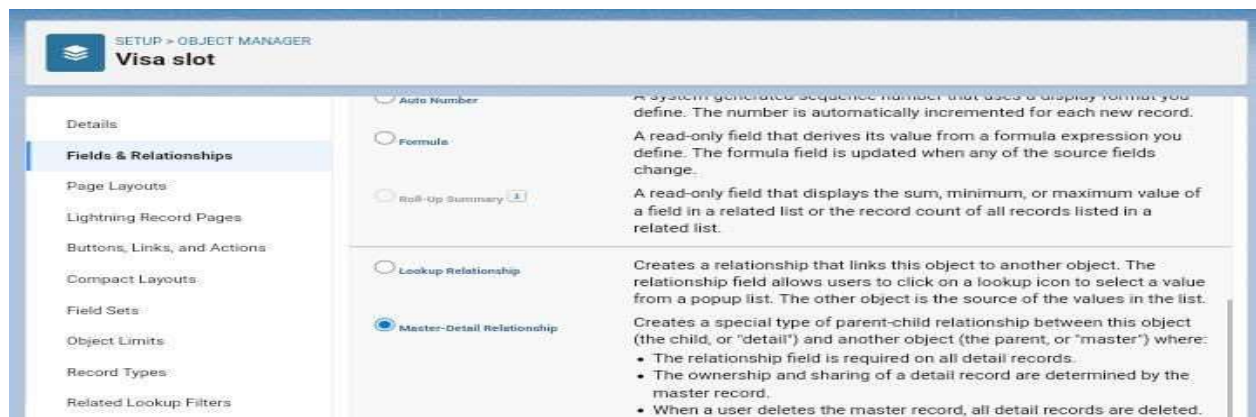 SETUP > OBJECT MANAGER
Visa slot
Details
Fields & Relationships
Page Layouts
Lightning Record Pages
Buttons, Links, and Actions
Compact Layouts
Field Sets
Object Limits
Record Types
Related Lookup Filters
Auto Number
A system generated sequence number that uses a display format you
define. The number is automatically incremented for each new record.
Formula
A read-only field that derives its value from a formula expression you
define. The formula field is updated when any of the source fields
change.
Roll-Up Summary
A read-only field that displays the sum, minimum, or maximum value of
a field in a related list or the record count of all records listed in a
related list.
Lookup Relationship
Creates a relationship that links this object to another object. The
relationship field allows users to click on a lookup icon to select a value
from a popup list. The other object is the source of the values in the list.
Master-Detail Relationship
Creates a special type of parent-child relationship between this object
(the child, or "detail") and another object (the parent, or "master") where:
• The relationship field is required on all detail records.
• The ownership and sharing of a detail record are determined by the
master record.
• When a user deletes the master record, all detail records are deleted.